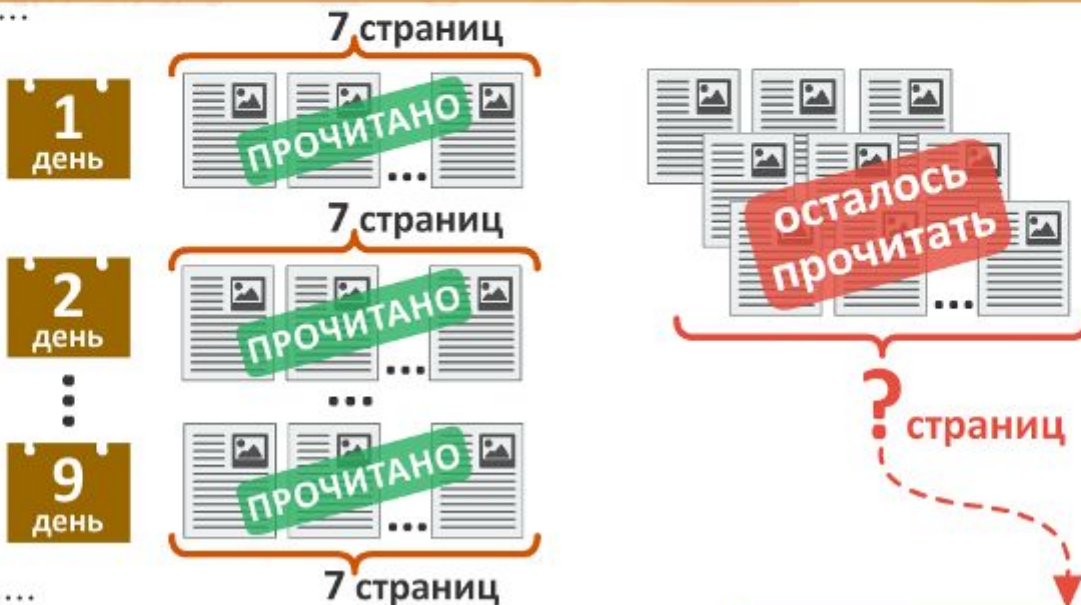 ...
7 страниц
1
день
ПРОЧИТАНО
...
осталось
прочитать
...
7 страниц
2
день
ПРОЧИТАНО
...
...
?
страниц
9
день
ПРОЧИТАНО
...
7 страниц
...